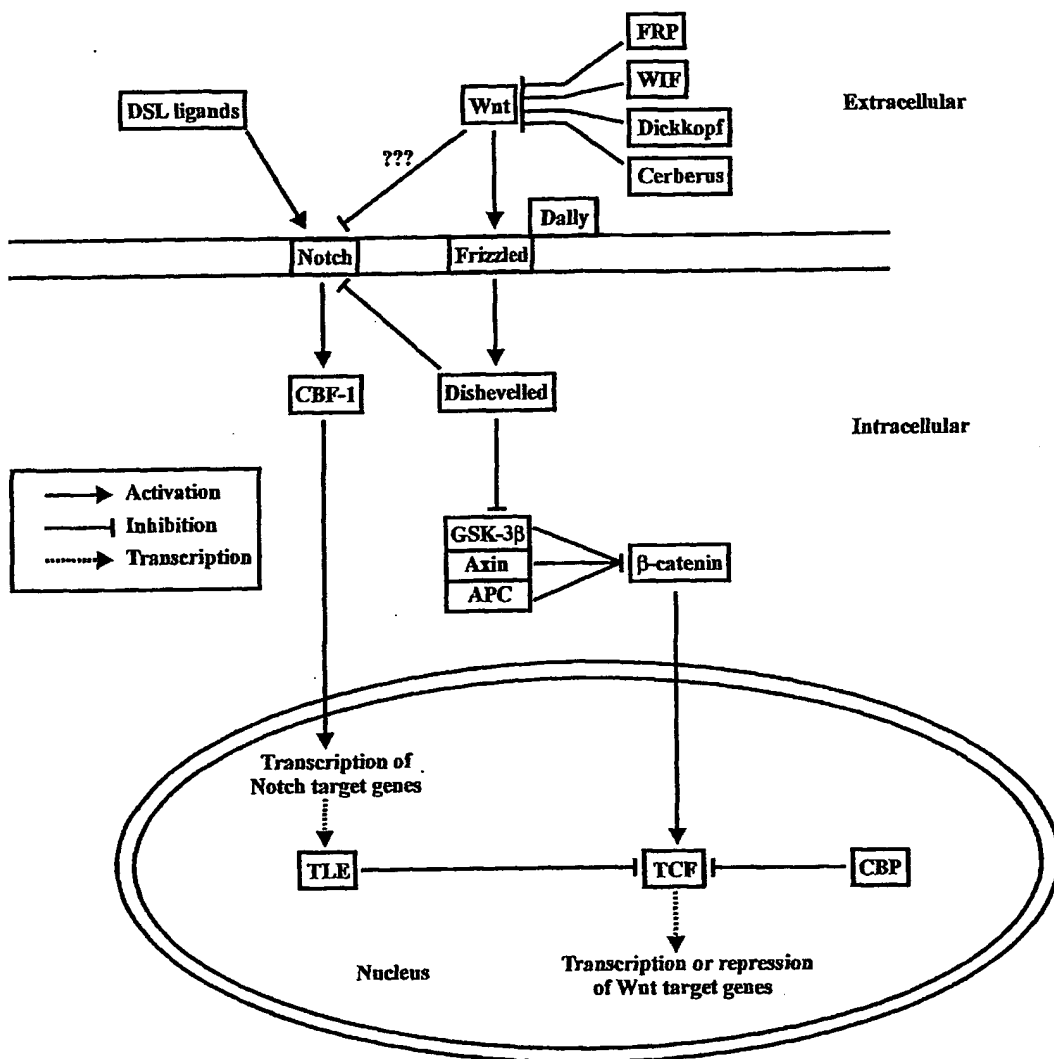 FRP
WIF
Dickkopf
Cerberus
Wnt
DSL ligands
Extracellular
???
Dally
Notch
Frizzled
CBF-1
Dishevelled
Intracellular
Activation
Inhibition
Transcription
GSK-3β
Axin
APC
β-catenin
Transcription of
Notch target genes
TLE
TCF
CBP
Nucleus
Transcription or repression
of Wnt target genes